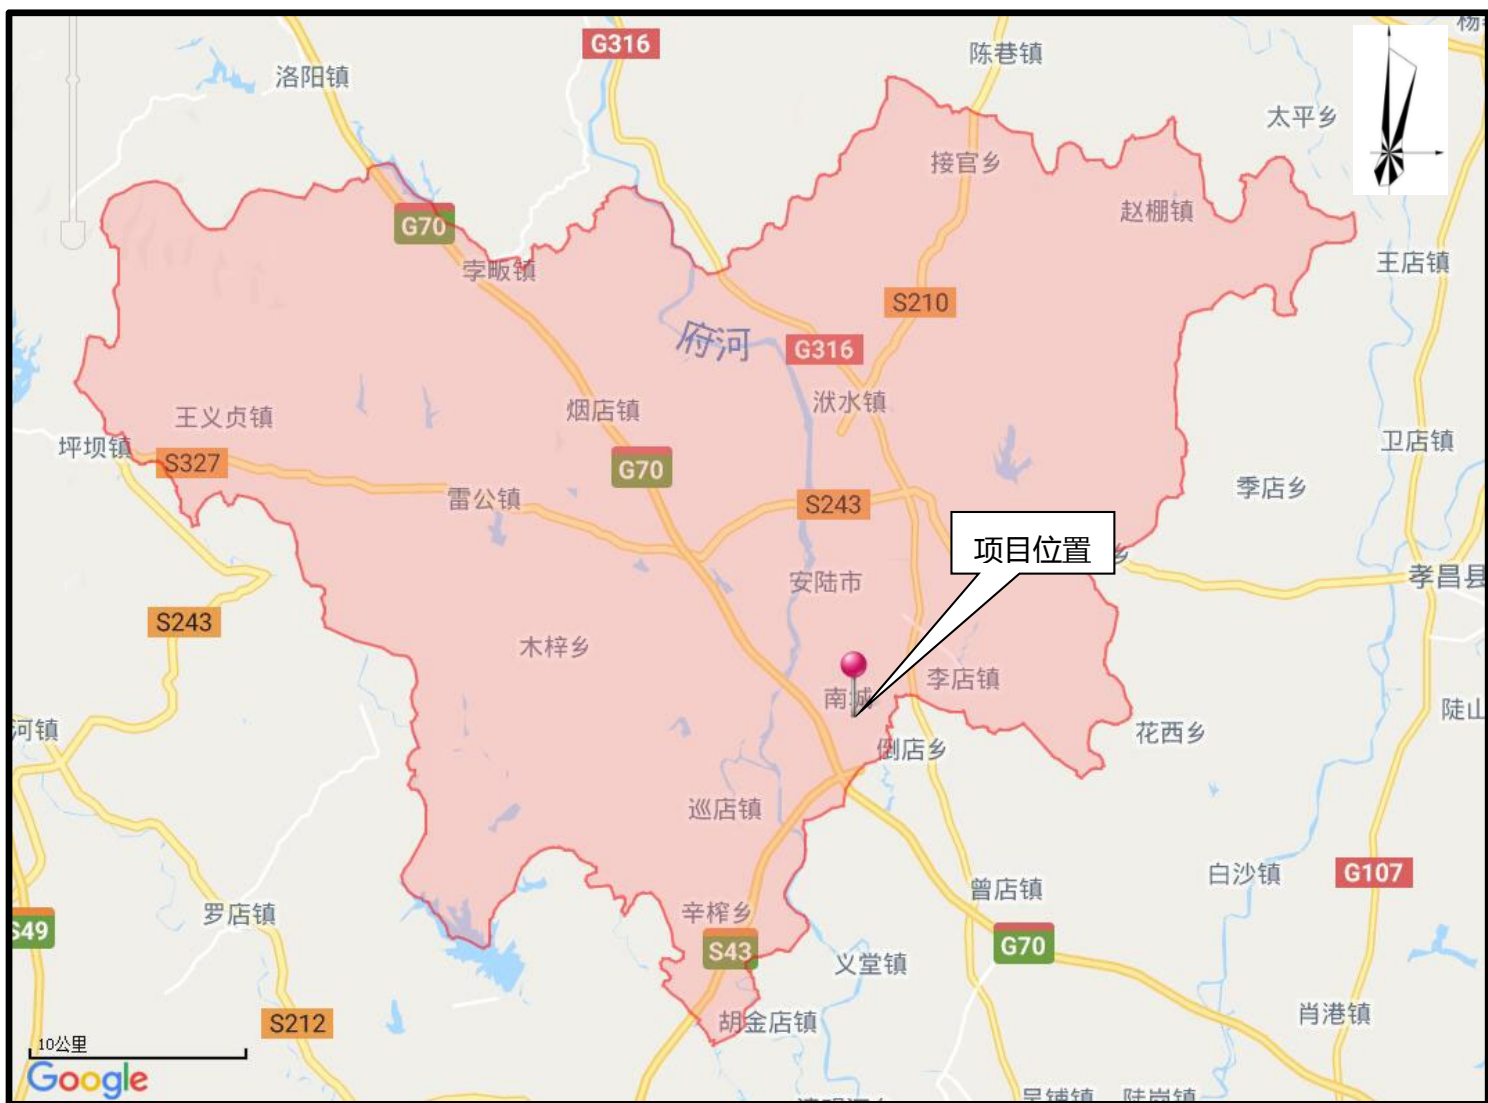 G316
陈巷镇
洛阳镇
太平乡
接官乡
赵棚镇
G70
王店镇
孛畈镇
S210
府河
G316
洑水镇
烟店镇
王义贞镇
坪坝镇
卫店镇
S327
G70
季店乡
雷公镇
S243
项目位置
乡
安陆市
孝昌县
S243
木梓乡
李店镇
南城
陡山
河镇
花西乡
倒店乡
巡店镇
白沙镇
G107
曾店镇
罗店镇
辛榨乡
S49
G70
S43
义堂镇
肖港镇
S212
胡金店镇
10公里
Google